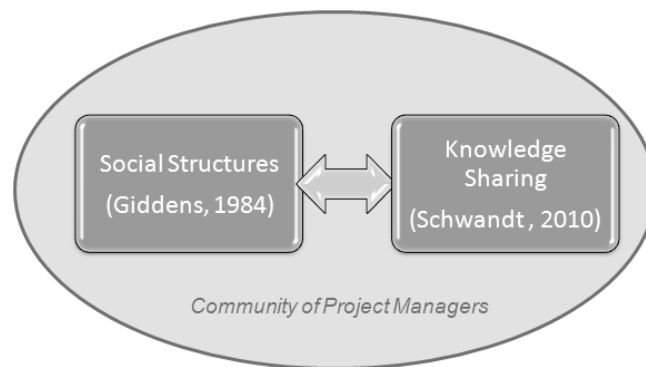 Social Structures
(Giddens, 1984)
Knowledge
Sharing
(Schwandt , 2010)
Community of Project Managers